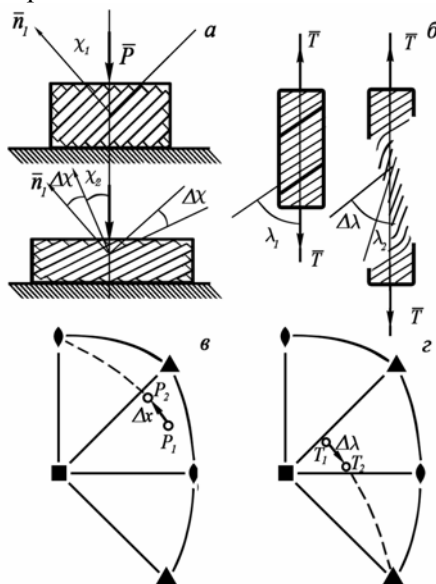 n̄₁ χ₁ P̄ а
n̄₁ Δχ χ₂ Δχ
T̄ б T̄
λ₁ Δλ λ₂
T̄
T̄
в
P₂
Δx P₁
г
T₁ Δλ T₂